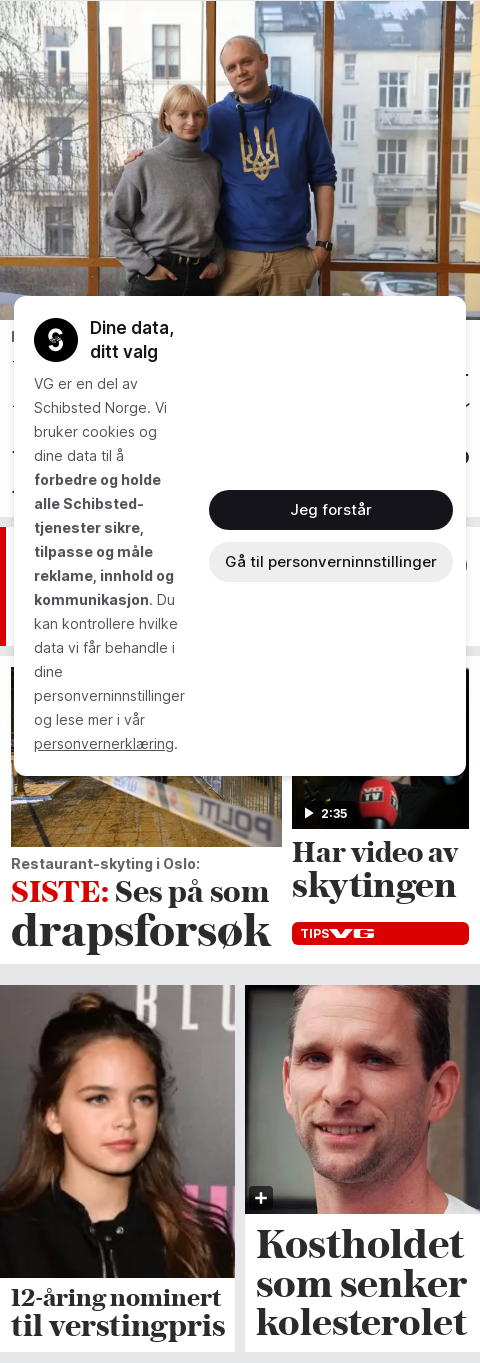 Dine data,
ditt valg
VG er en del av
Schibsted Norge. Vi
bruker cookies og
dine data til å
forbedre og holde
alle Schibsted-
tjenester sikre,
tilpasse og måle
reklame, innhold og
kommunikasjon. Du
kan kontrollere hvilke
data vi får behandle i
dine
personverninnstillinger
og lese mer i vår
personvernerklæring.
Jeg forstår
Gå til personverninnstillinger
POLITI
VG
TV
2:35
Restaurant-skyting i Oslo:
SISTE: Ses på som
drapsforsøk
Har video av
skytingen
TIPS VG
BLU
12-åring nominert
til verstingpris
Kostholdet
som senker
kolesterolet